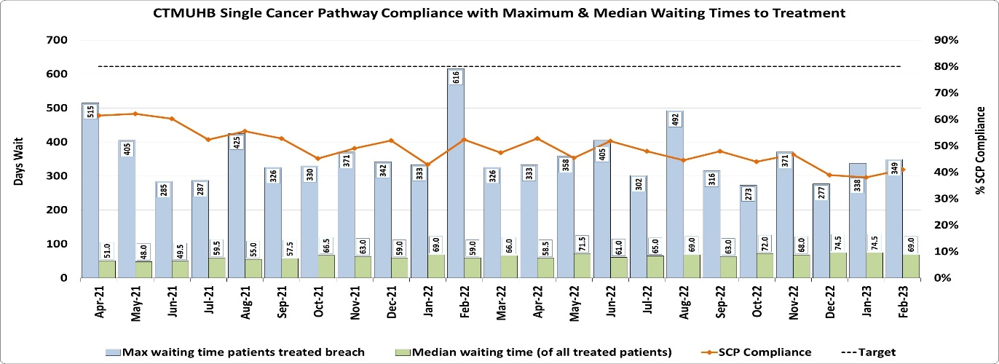 CTMUHB Single Cancer Pathway Compliance with Maximum & Median Waiting Times to Treatment
700
600
500
400
300
200
100
0
Days Wait
90%
80%
70%
60%
50%
40%
30%
20%
10%
0%
% SCP Compliance
515
405
285
287
425
326
330
371
342
333
616
326
333
358
405
302
492
316
273
371
277
338
349
51.0
48.0
49.5
59.5
55.0
57.5
66.5
63.0
59.0
69.0
59.0
66.0
58.5
71.5
61.0
65.0
69.0
63.0
72.0
68.0
74.5
74.5
69.0
Apr-21
May-21
Jun-21
Jul-21
Aug-21
Sep-21
Oct-21
Nov-21
Dec-21
Jan-22
Feb-22
Mar-22
Apr-22
May-22
Jun-22
Jul-22
Aug-22
Sep-22
Oct-22
Nov-22
Dec-22
Jan-23
Feb-23
Max waiting time patients treated breach
Median waiting time (of all treated patients)
SCP Compliance
Target